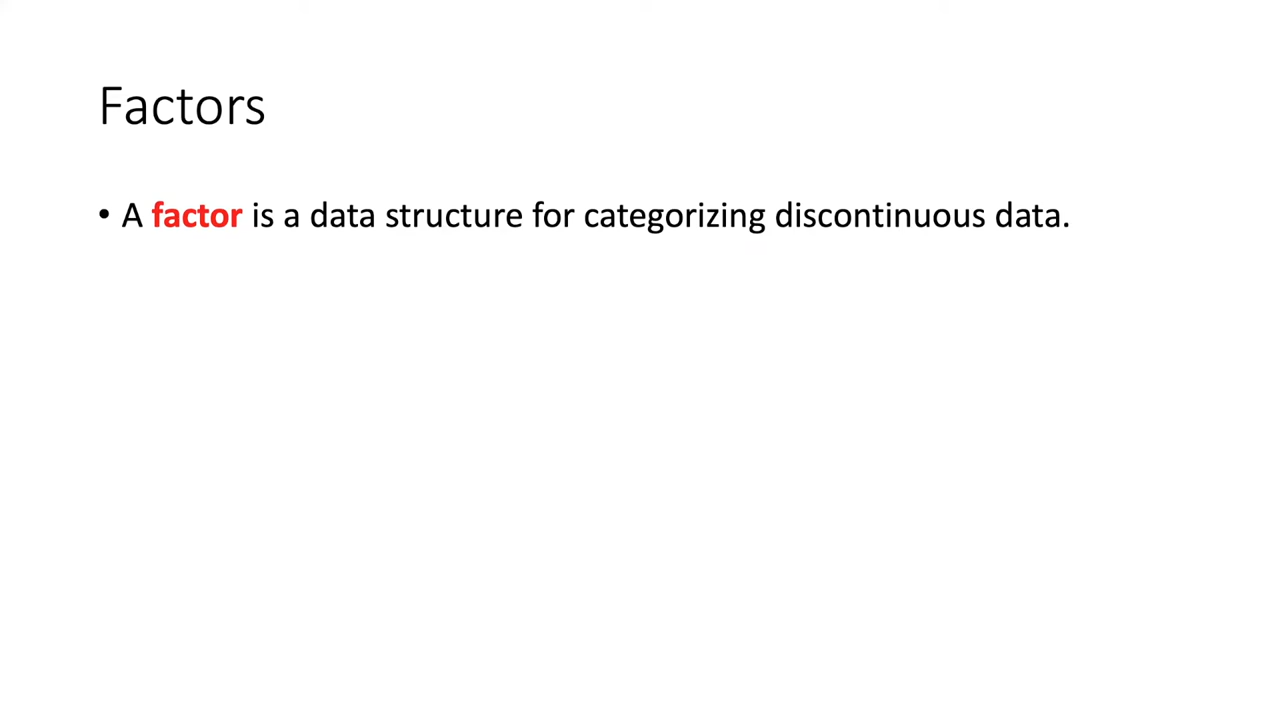 Factors
• A factor is a data structure for categorizing discontinuous data.